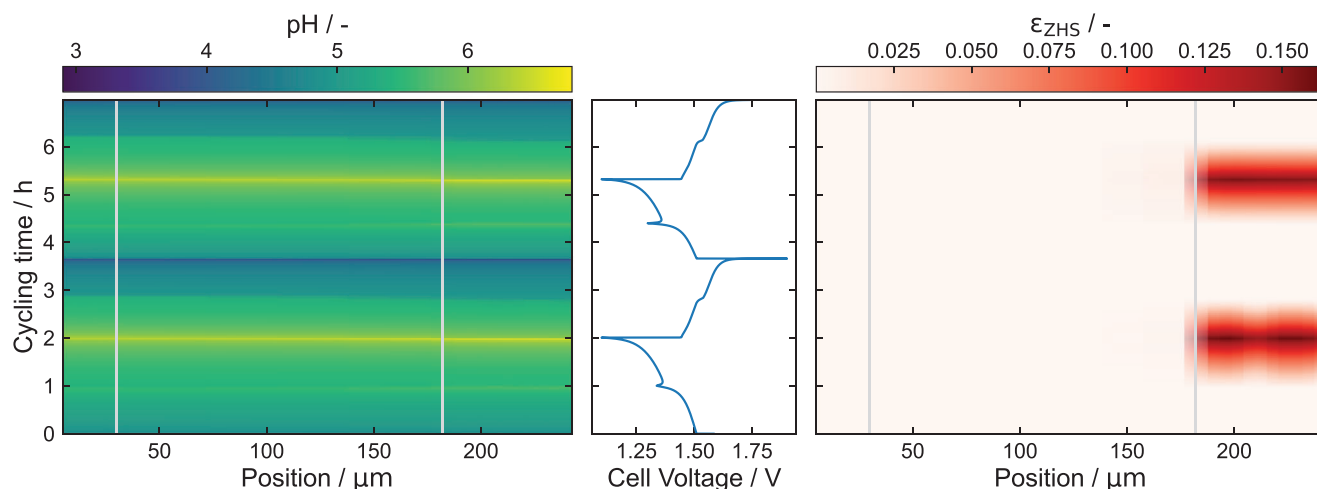 pH / -
3 4 5 6
Cycling time / h
6
5
4
3
2
1
0
50 100 150 200
Position / μm
1.25 1.50 1.75
Cell Voltage / V
εZHS / -
0.025 0.050 0.075 0.100 0.125 0.150
50 100 150 200
Position / μm